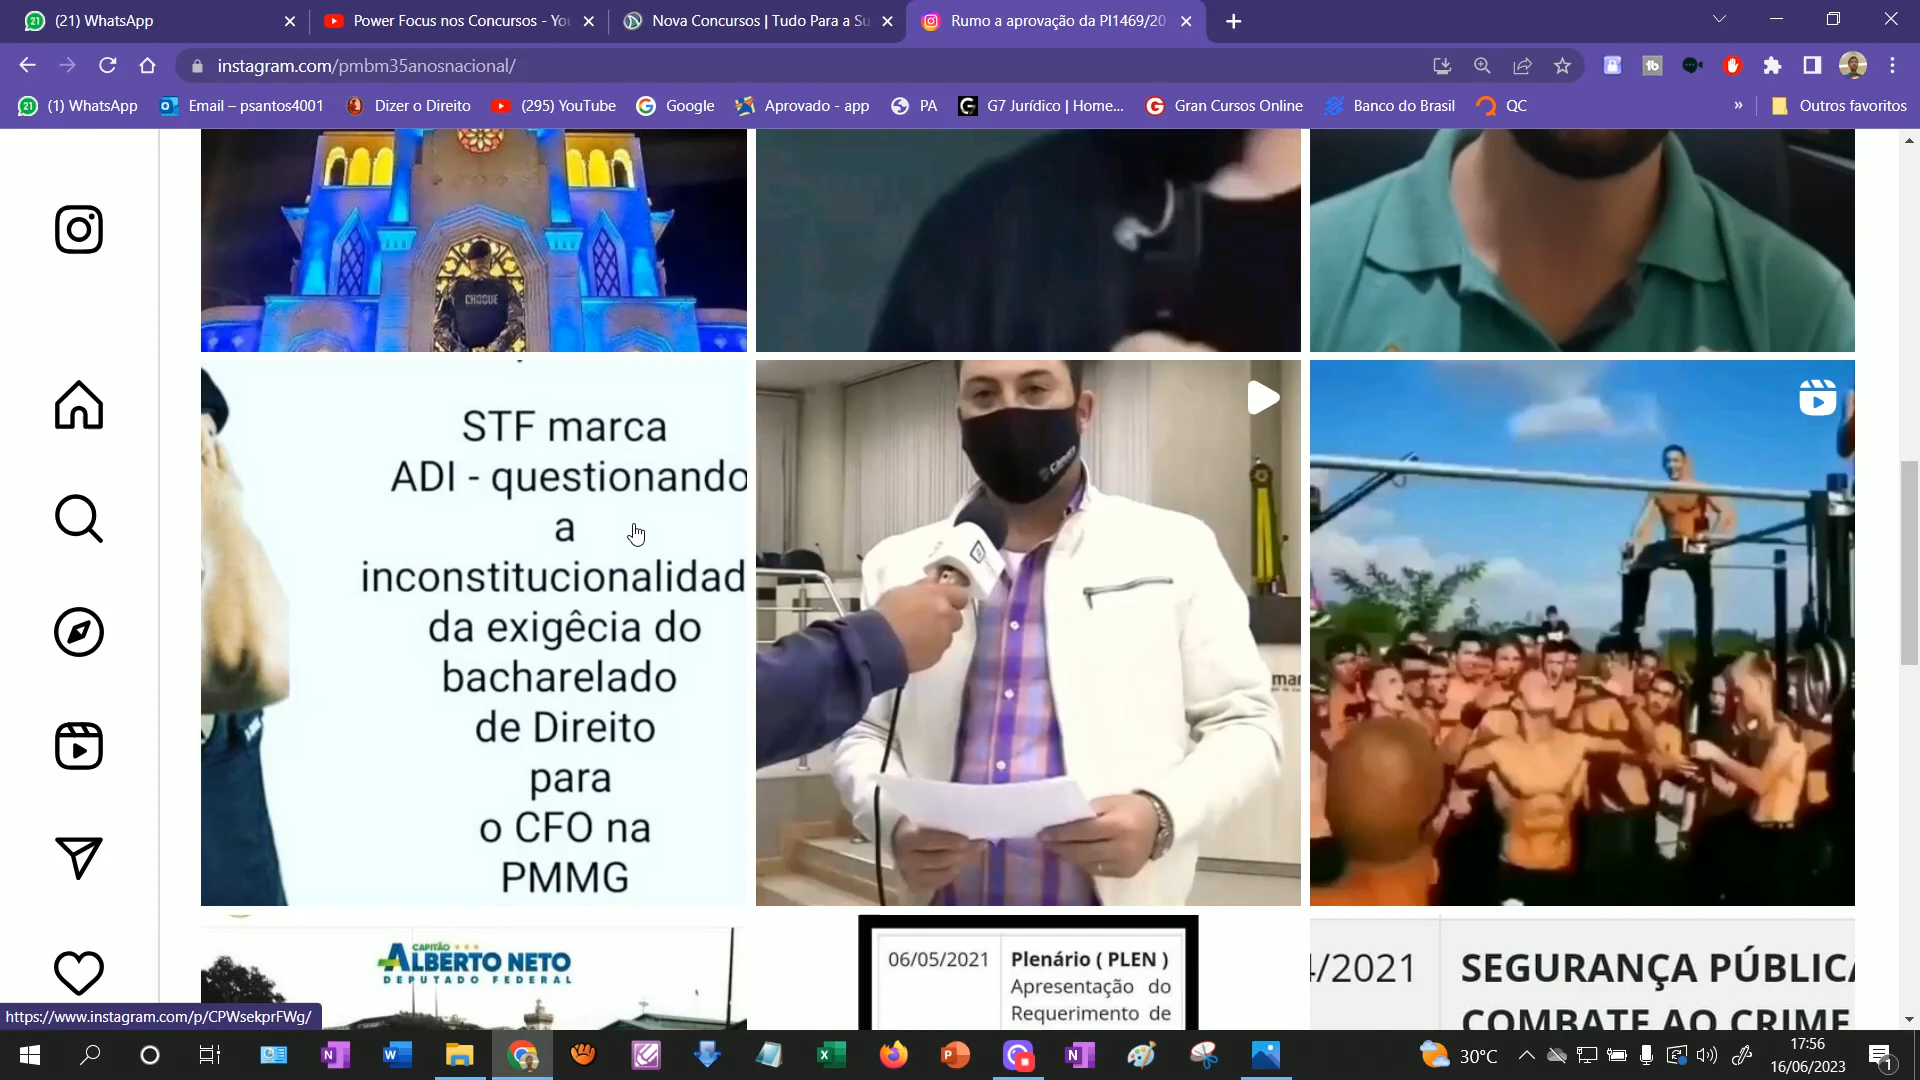 (21) WhatsApp
Power Focus nos Concursos - Yo
Nova Concursos | Tudo Para a Su
Rumo a aprovação da Pl1469/20
instagram.com/pmbm35anosnacional/
(1) WhatsApp
Email – psantos4001
Dizer o Direito
(295) YouTube
Google
Aprovado - app
PA
G7 Jurídico | Home...
Gran Cursos Online
Banco do Brasil
QC
»
Outros favoritos
CHOQUE
STF marca
ADI - questionando
a
inconstitucionalidad
da exigêcia do
bacharelado
de Direito
para
o CFO na
PMMG
CAPITÃO
ALBERTO NETO
DEPUTADO FEDERAL
06/05/2021
Plenário ( PLEN )
Apresentação do
Requerimento de
/2021
SEGURANÇA PÚBLICA
COMBATE AO CRIME
https://www.instagram.com/p/CPWsekprFWg/
30°C
17:56
16/06/2023
1